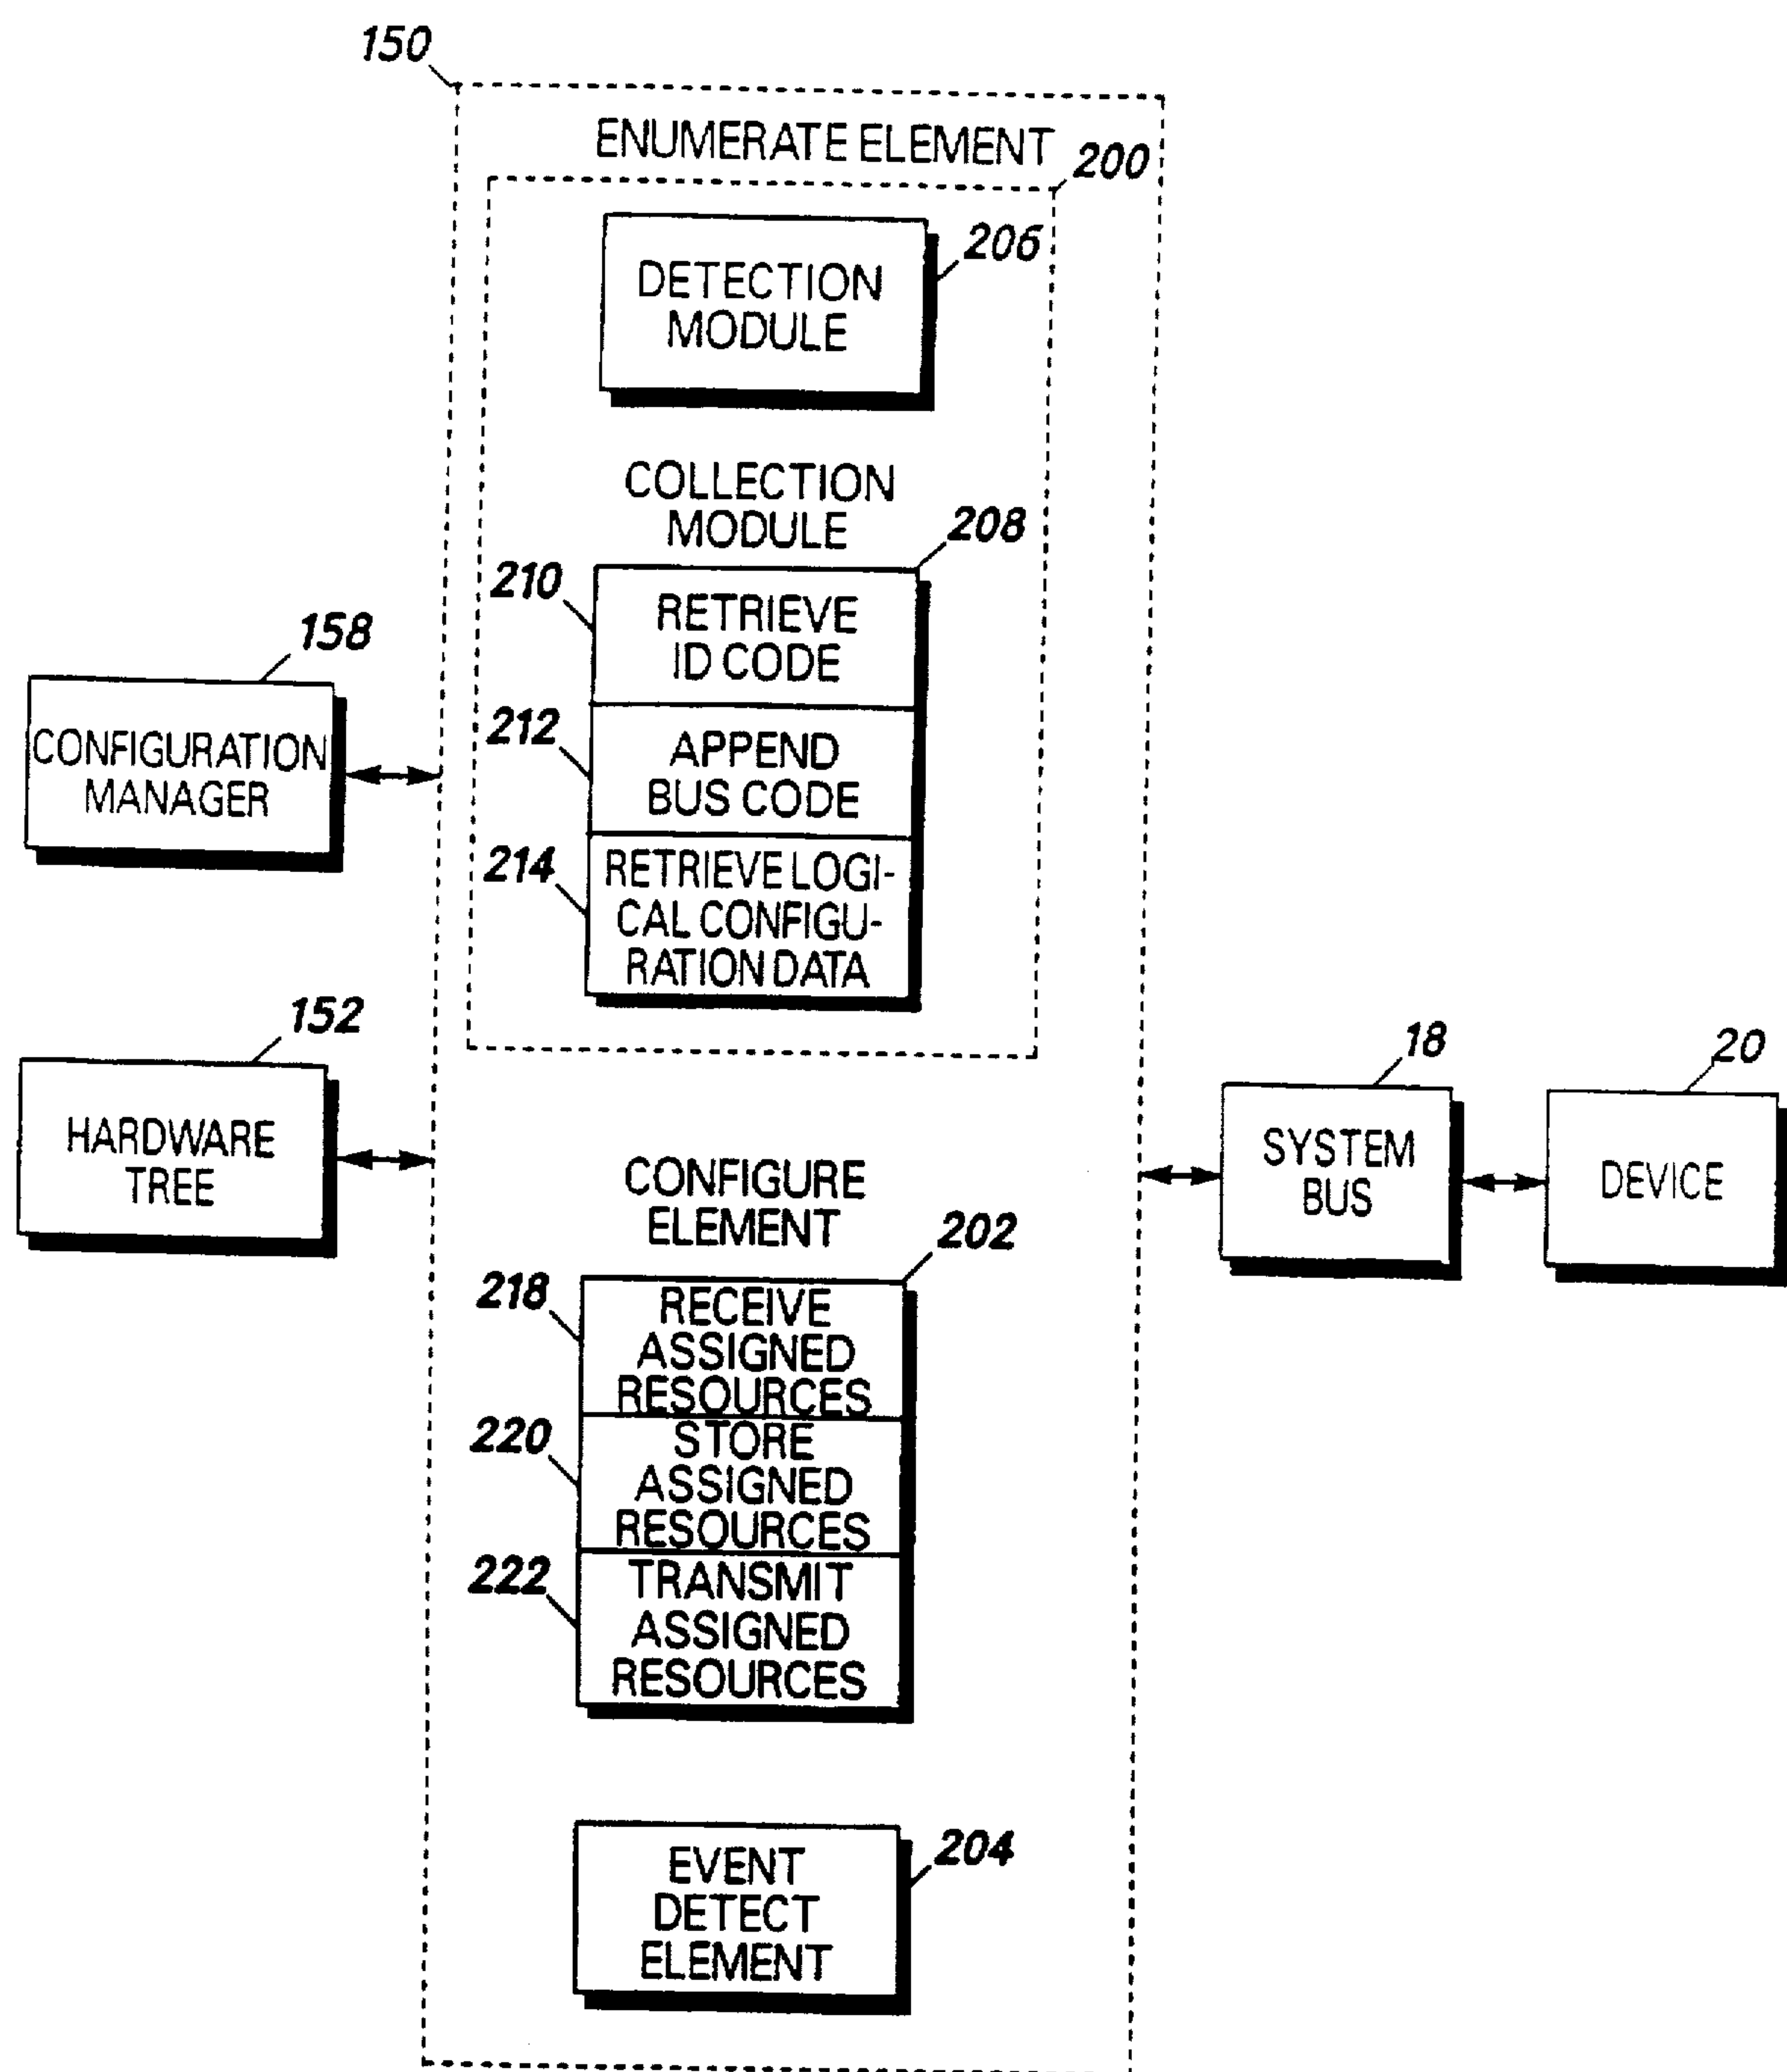 150
ENUMERATE ELEMENT
200
DETECTION
MODULE
206
COLLECTION
MODULE
208
210
RETRIEVE
ID CODE
212
APPEND
BUS CODE
214
RETRIEVE LOGI-
CAL CONFIGU-
RATION DATA
158
CONFIGURATION
MANAGER
152
HARDWARE
TREE
18
SYSTEM
BUS
20
DEVICE
CONFIGURE
ELEMENT
202
218
RECEIVE
ASSIGNED
RESOURCES
220
STORE
ASSIGNED
RESOURCES
222
TRANSMIT
ASSIGNED
RESOURCES
204
EVENT
DETECT
ELEMENT